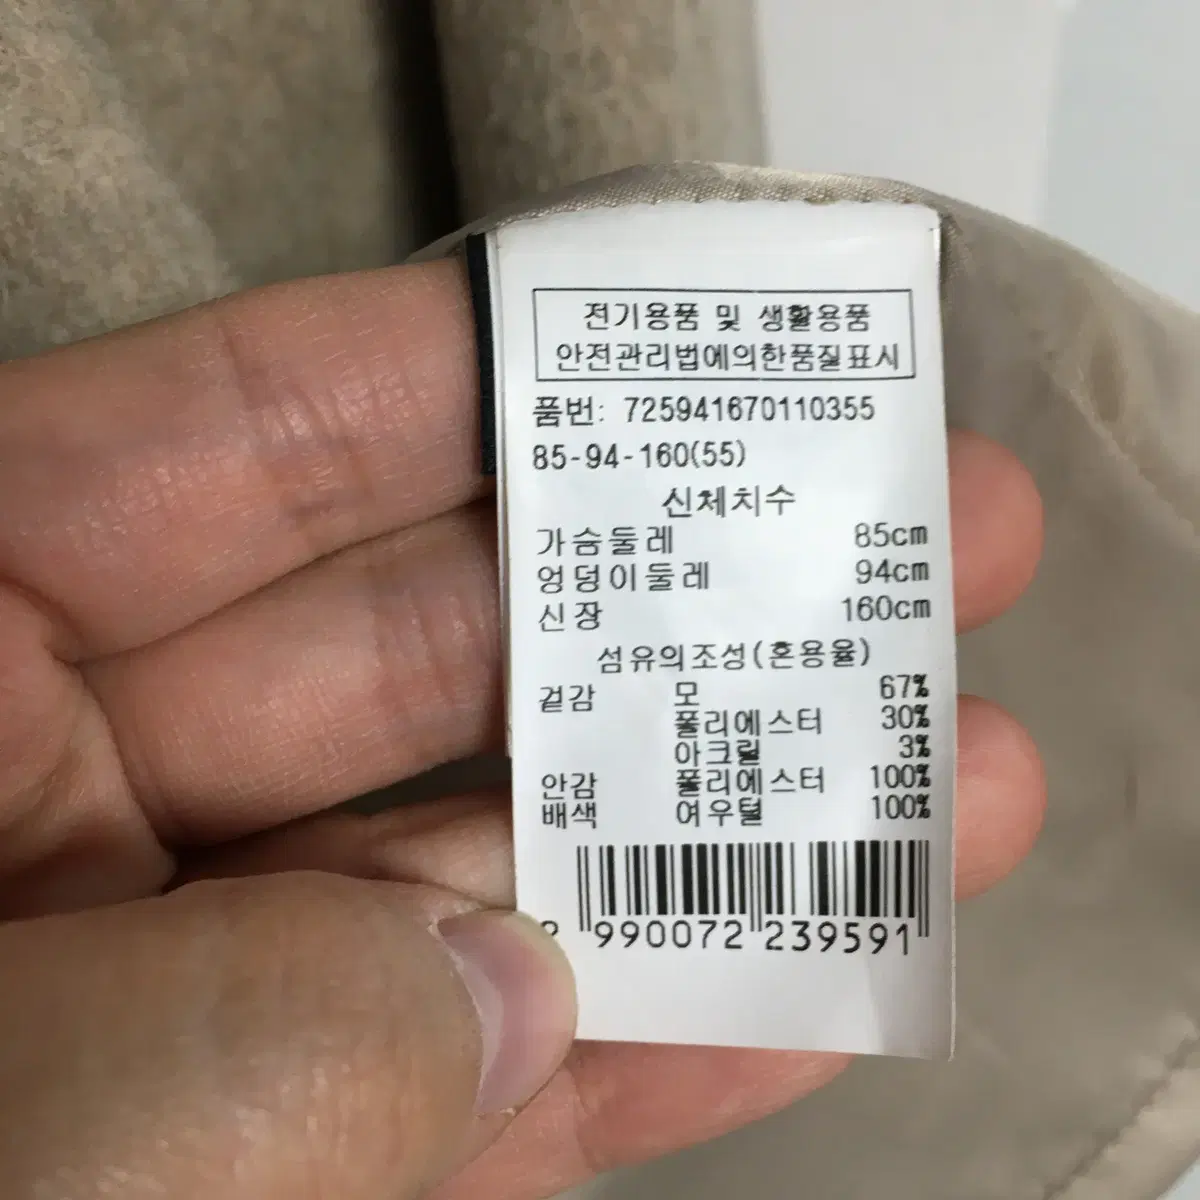 전기용품 및 생활용품
안전관리법에의한품질표시
품번: 725941670110355
85-94-160(55)
신체치수
가슴둘레 85cm
엉덩이둘레 94cm
신장 160cm
섬유의조성(혼용율)
겉감 모 67%
폴리에스터 30%
아크릴 3%
안감 폴리에스터 100%
배색 여우털 100%
990072 239591